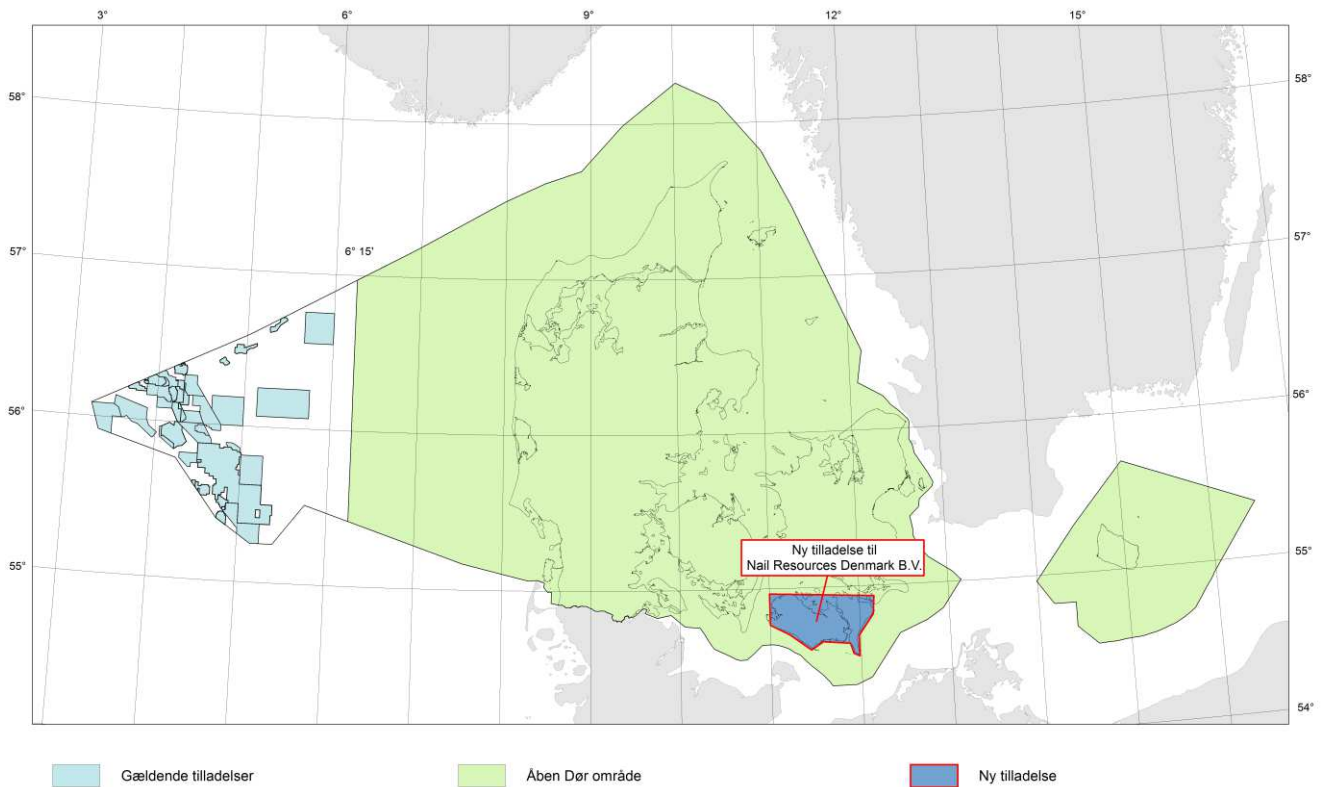 3° 6° 9° 12° 15°
58° 58°
57° 6° 15' 57°
56° 56°
Ny tilladelse til
Nail Resources Denmark B.V.
55° 55°
54°
Gældende tilladelser Åben Dør område Ny tilladelse